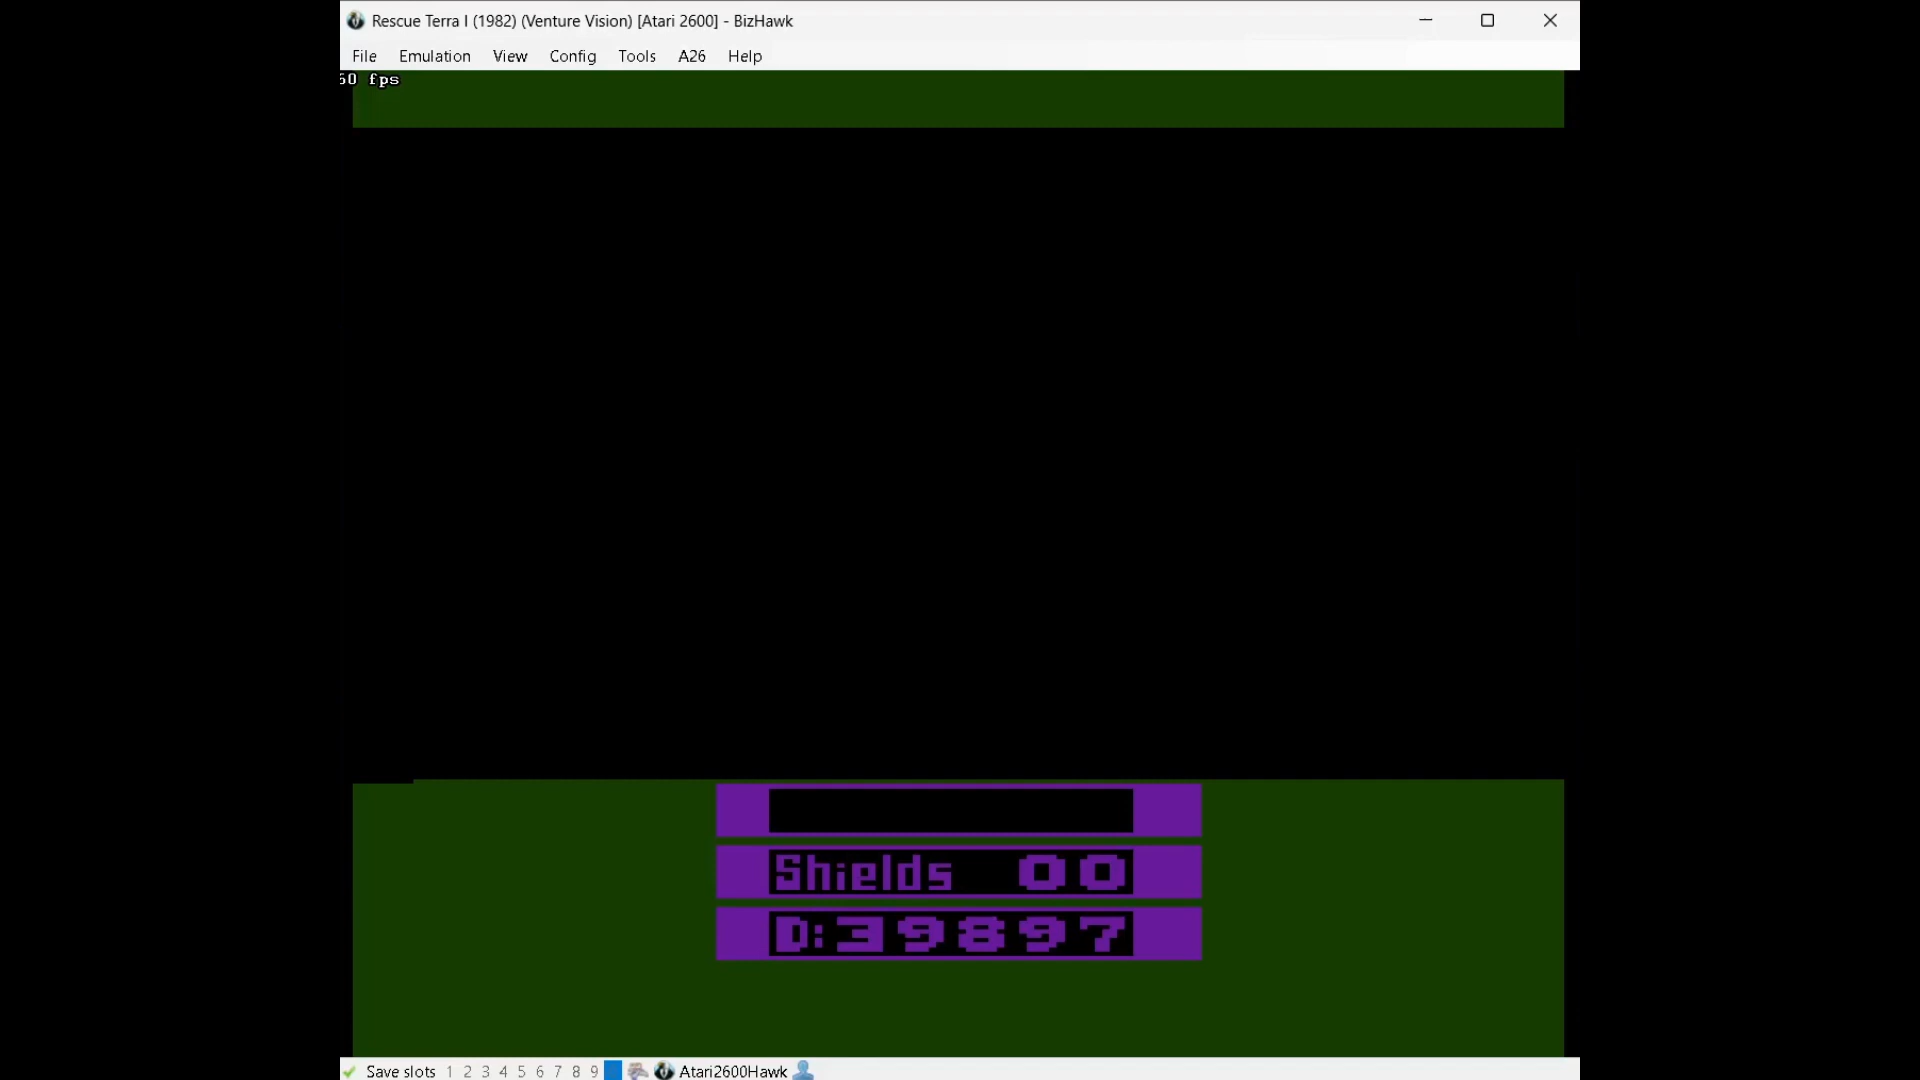 Rescue Terra I (1982) (Venture Vision) [Atari 2600] - BizHawk
File Emulation View Config Tools A26 Help
60 fps
Shields 00
D:39897
Save slots 1 2 3 4 5 6 7 8 9 Atari2600Hawk